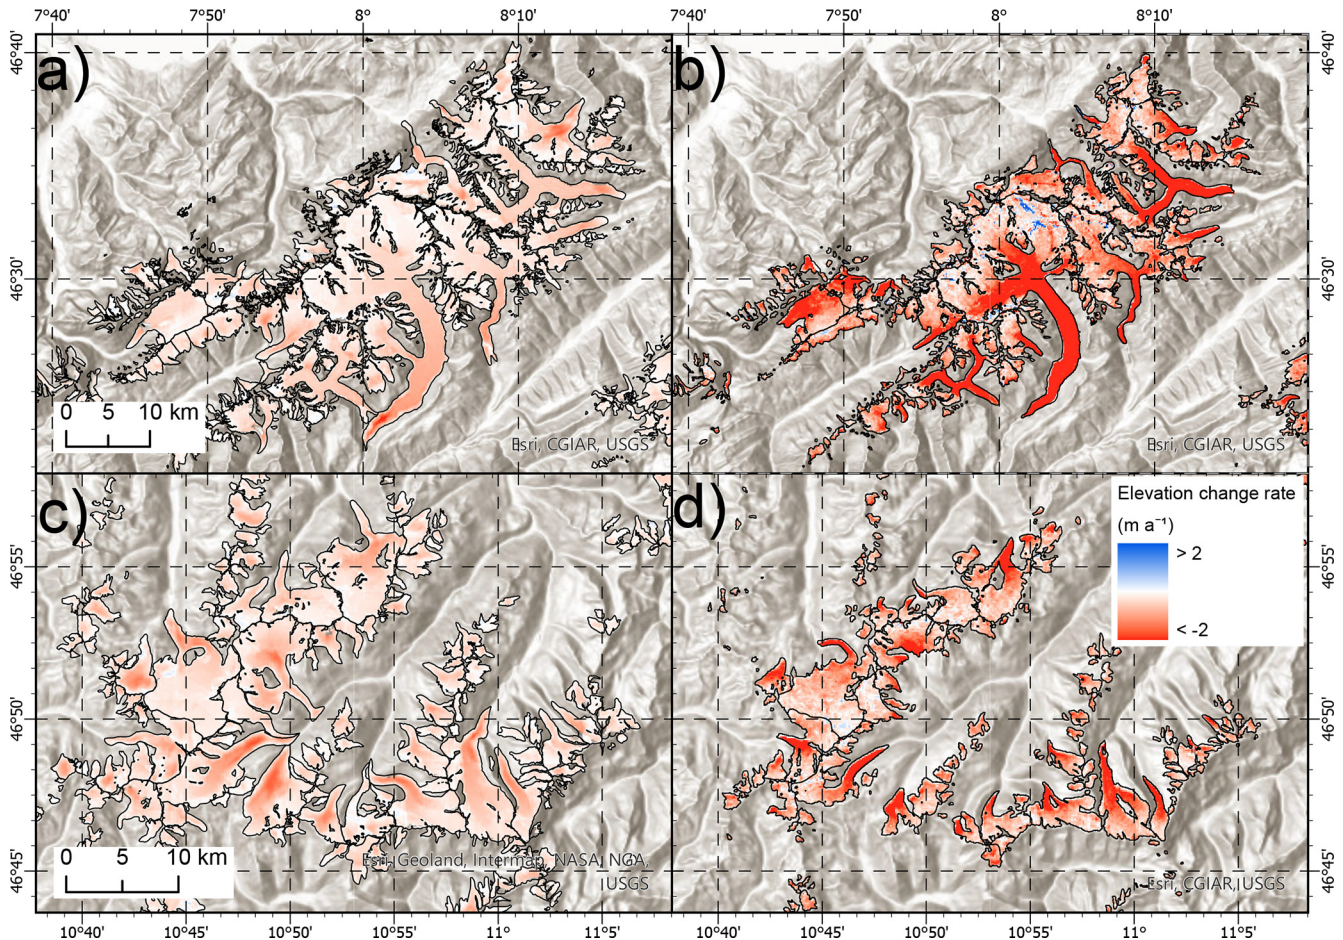 7°40' 7°50' 8° 8°10' 7°40' 7°50' 8° 8°10'
46°40' a) b) 46°40'
46°30' 46°30'
0 5 10 km
Esri, CGIAR, USGS Esri, CGIAR, USGS
c) d)
Elevation change rate
(m a⁻¹)
> 2
< -2
46°55' 46°55'
46°50' 46°50'
0 5 10 km
Esri, Geoland, Intermap, NASA, NGA,
USGS
Esri, CGIAR, USGS
46°45' 46°45'
10°40' 10°45' 10°50' 10°55' 11°5' 10°40' 10°45' 10°50' 10°55' 11°5'